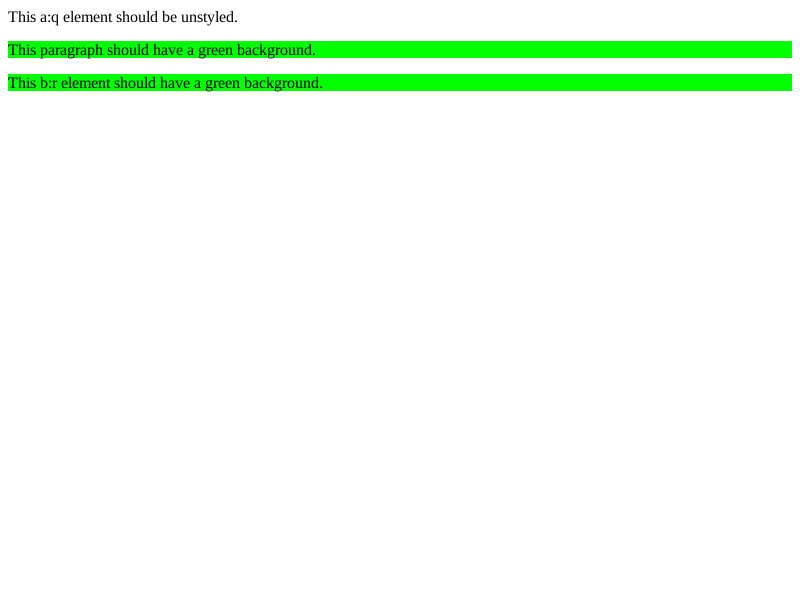 This a:q element should be unstyled.
This paragraph should have a green background.
This b:r element should have a green background.